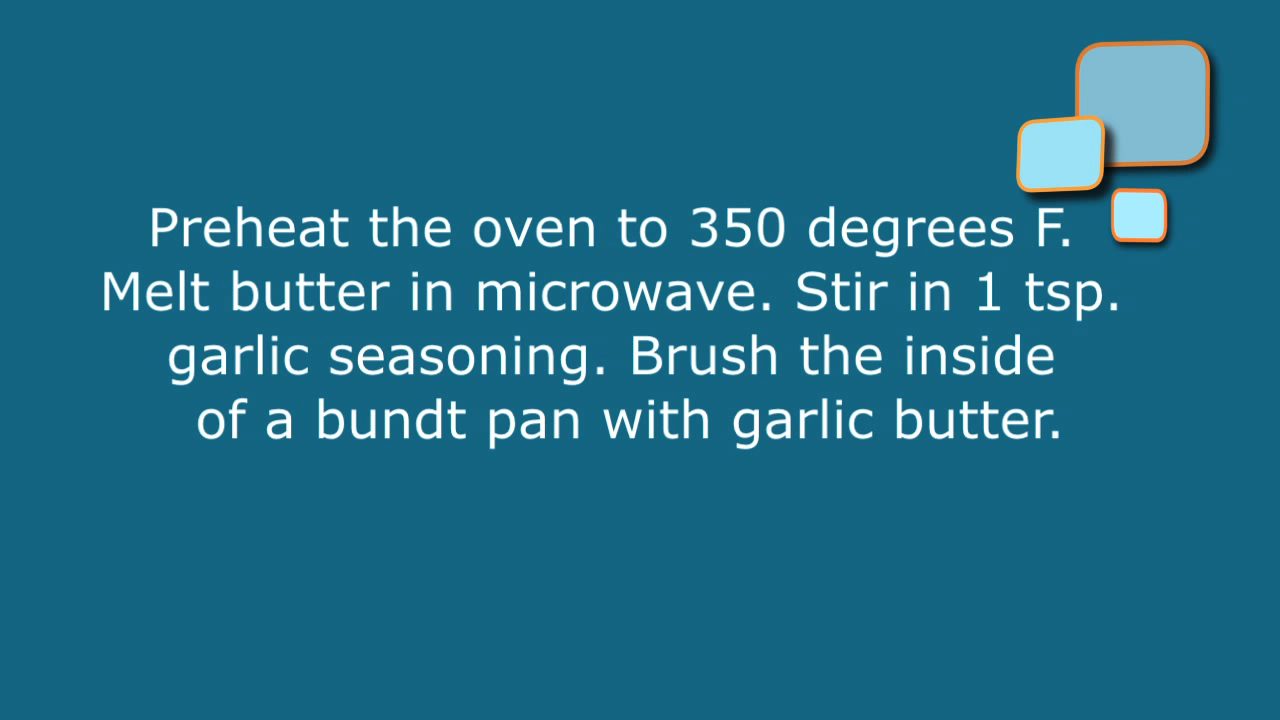 Preheat the oven to 350 degrees F.
Melt butter in microwave. Stir in 1 tsp.
garlic seasoning. Brush the inside
of a bundt pan with garlic butter.